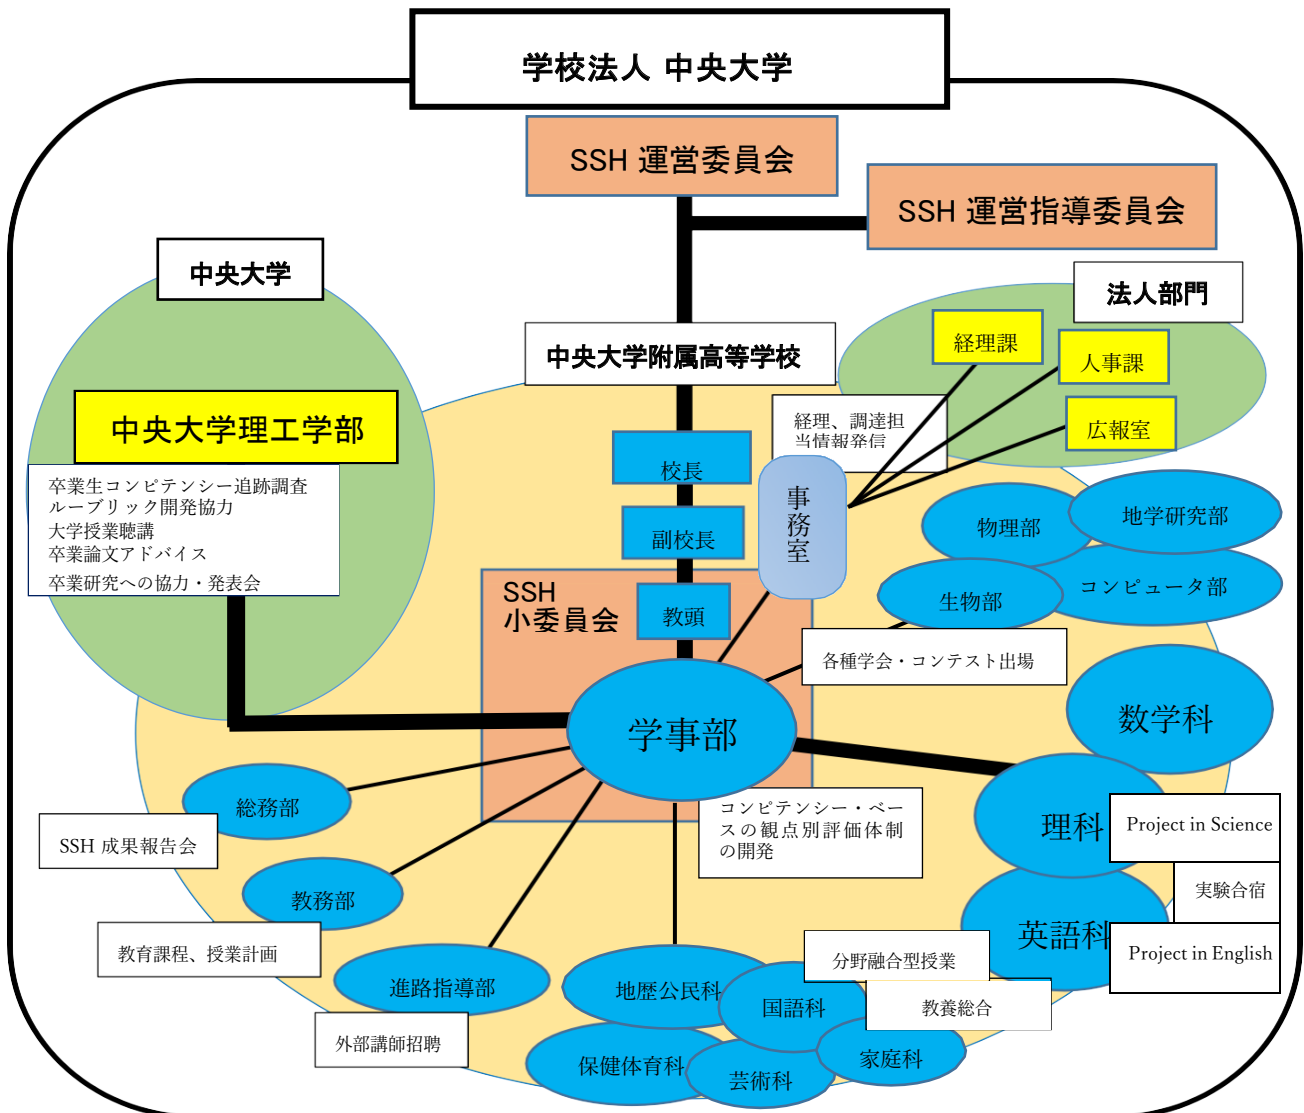 学校法人 中央大学
SSH 運営委員会
SSH 運営指導委員会
中央大学
法人部門
経理課
人事課
広報室
中央大学附属高等学校
中央大学理工学部
卒業生コンピテンシー追跡調査
ルーブリック開発協力
大学授業聴講
卒業論文アドバイス
卒業研究への協力・発表会
経理、調達担
当情報発信
校長
副校長
教頭
事務室
SSH
小委員会
物理部
地学研究部
生物部
コンピュータ部
各種学会・コンテスト出場
学事部
数学科
理科
Project in Science
実験合宿
英語科
Project in English
コンピテンシー・ベー
スの観点別評価体制
の開発
総務部
SSH 成果報告会
教務部
教育課程、授業計画
進路指導部
外部講師招聘
地歴公民科
国語科
分野融合型授業
教養総合
保健体育科
芸術科
家庭科